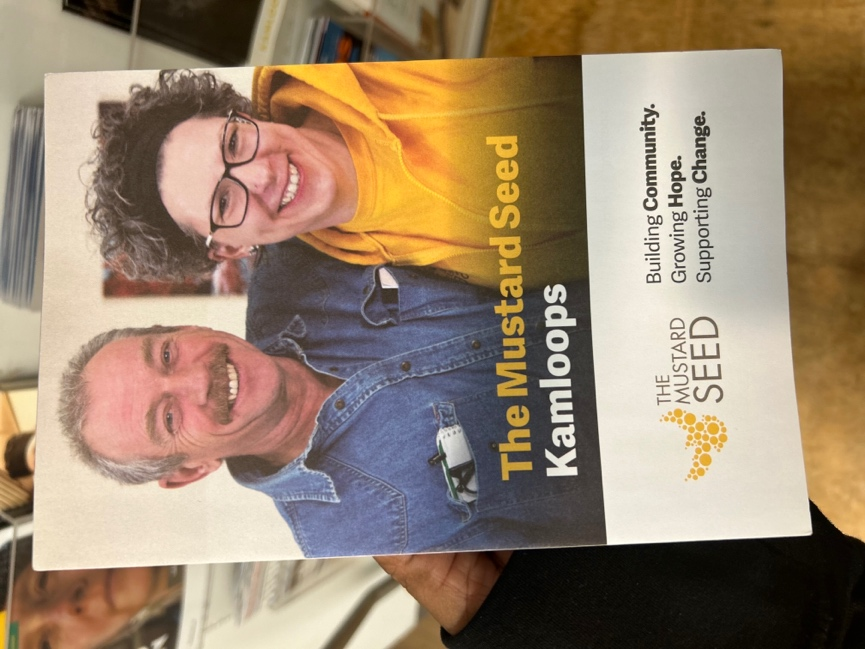 The Mustard Seed
Kamloops
THE
MUSTARD
SEED
Building Community.
Growing Hope.
Supporting Change.